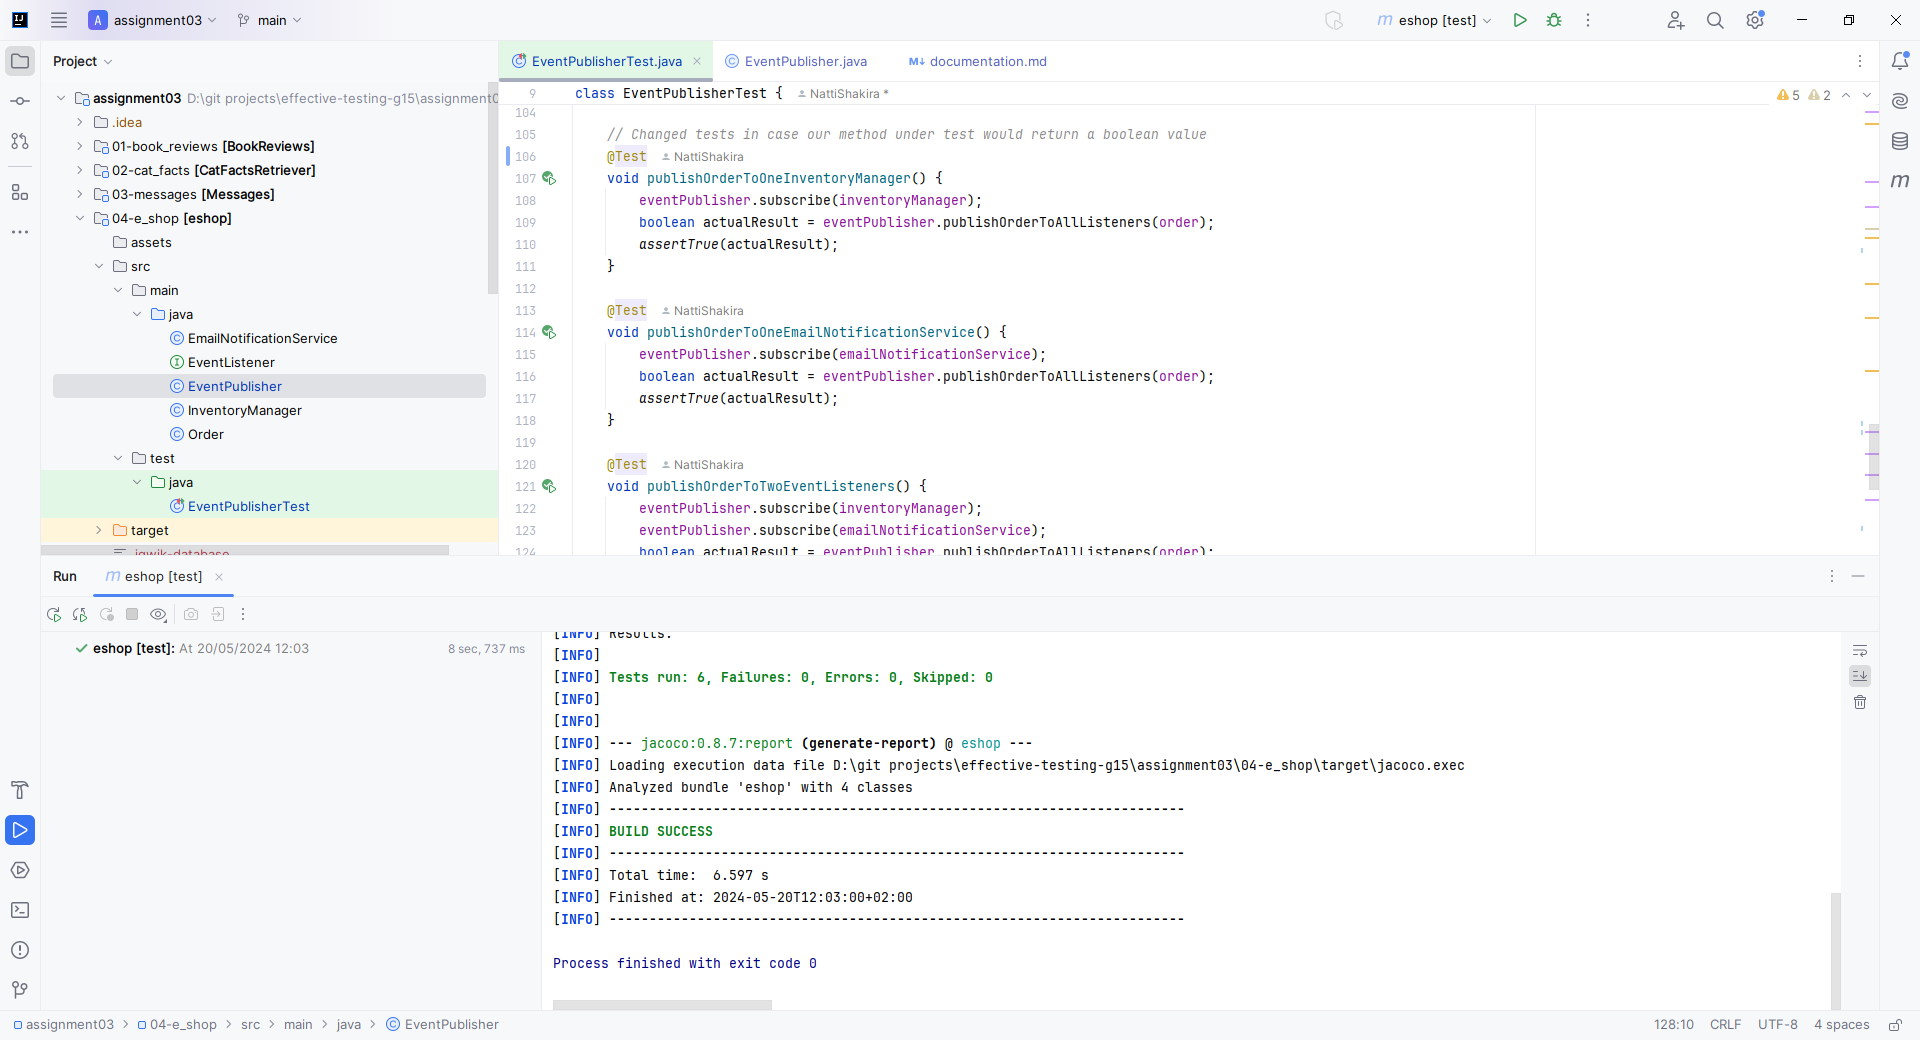 A assignment03 main
eshop [test]
Project
assignment03 D:\git projects\effective-testing-g15\assignment0
.idea
01-book_reviews [BookReviews]
02-cat_facts [CatFactsRetriever]
03-messages [Messages]
04-e_shop [eshop]
assets
src
main
java
EmailNotificationService
EventListener
EventPublisher
InventoryManager
Order
test
java
EventPublisherTest
target
jqwik-database
EventPublisherTest.java EventPublisher.java documentation.md
9 class EventPublisherTest { NattiShakira *
5 2
104
105 // Changed tests in case our method under test would return a boolean value
106 @Test NattiShakira
107 void publishOrderToOneInventoryManager() {
108 eventPublisher.subscribe(inventoryManager);
109 boolean actualResult = eventPublisher.publishOrderToAllListeners(order);
110 assertTrue(actualResult);
111 }
112
113 @Test NattiShakira
114 void publishOrderToOneEmailNotificationService() {
115 eventPublisher.subscribe(emailNotificationService);
116 boolean actualResult = eventPublisher.publishOrderToAllListeners(order);
117 assertTrue(actualResult);
118 }
119
120 @Test NattiShakira
121 void publishOrderToTwoEventListeners() {
122 eventPublisher.subscribe(inventoryManager);
123 eventPublisher.subscribe(emailNotificationService);
124 boolean actualResult = eventPublisher.publishOrderToAllListeners(order);
Run eshop [test]
eshop [test]: At 20/05/2024 12:03 8 sec, 737 ms
[INFO] Results:
[INFO]
[INFO] Tests run: 6, Failures: 0, Errors: 0, Skipped: 0
[INFO]
[INFO]
[INFO] --- jacoco:0.8.7:report (generate-report) @ eshop ---
[INFO] Loading execution data file D:\git projects\effective-testing-g15\assignment03\04-e_shop\target\jacoco.exec
[INFO] Analyzed bundle 'eshop' with 4 classes
[INFO] ------------------------------------------------------------------------
[INFO] BUILD SUCCESS
[INFO] ------------------------------------------------------------------------
[INFO] Total time:  6.597 s
[INFO] Finished at: 2024-05-20T12:03:00+02:00
[INFO] ------------------------------------------------------------------------
Process finished with exit code 0
assignment03 > 04-e_shop > src > main > java > EventPublisher
128:10 CRLF UTF-8 4 spaces